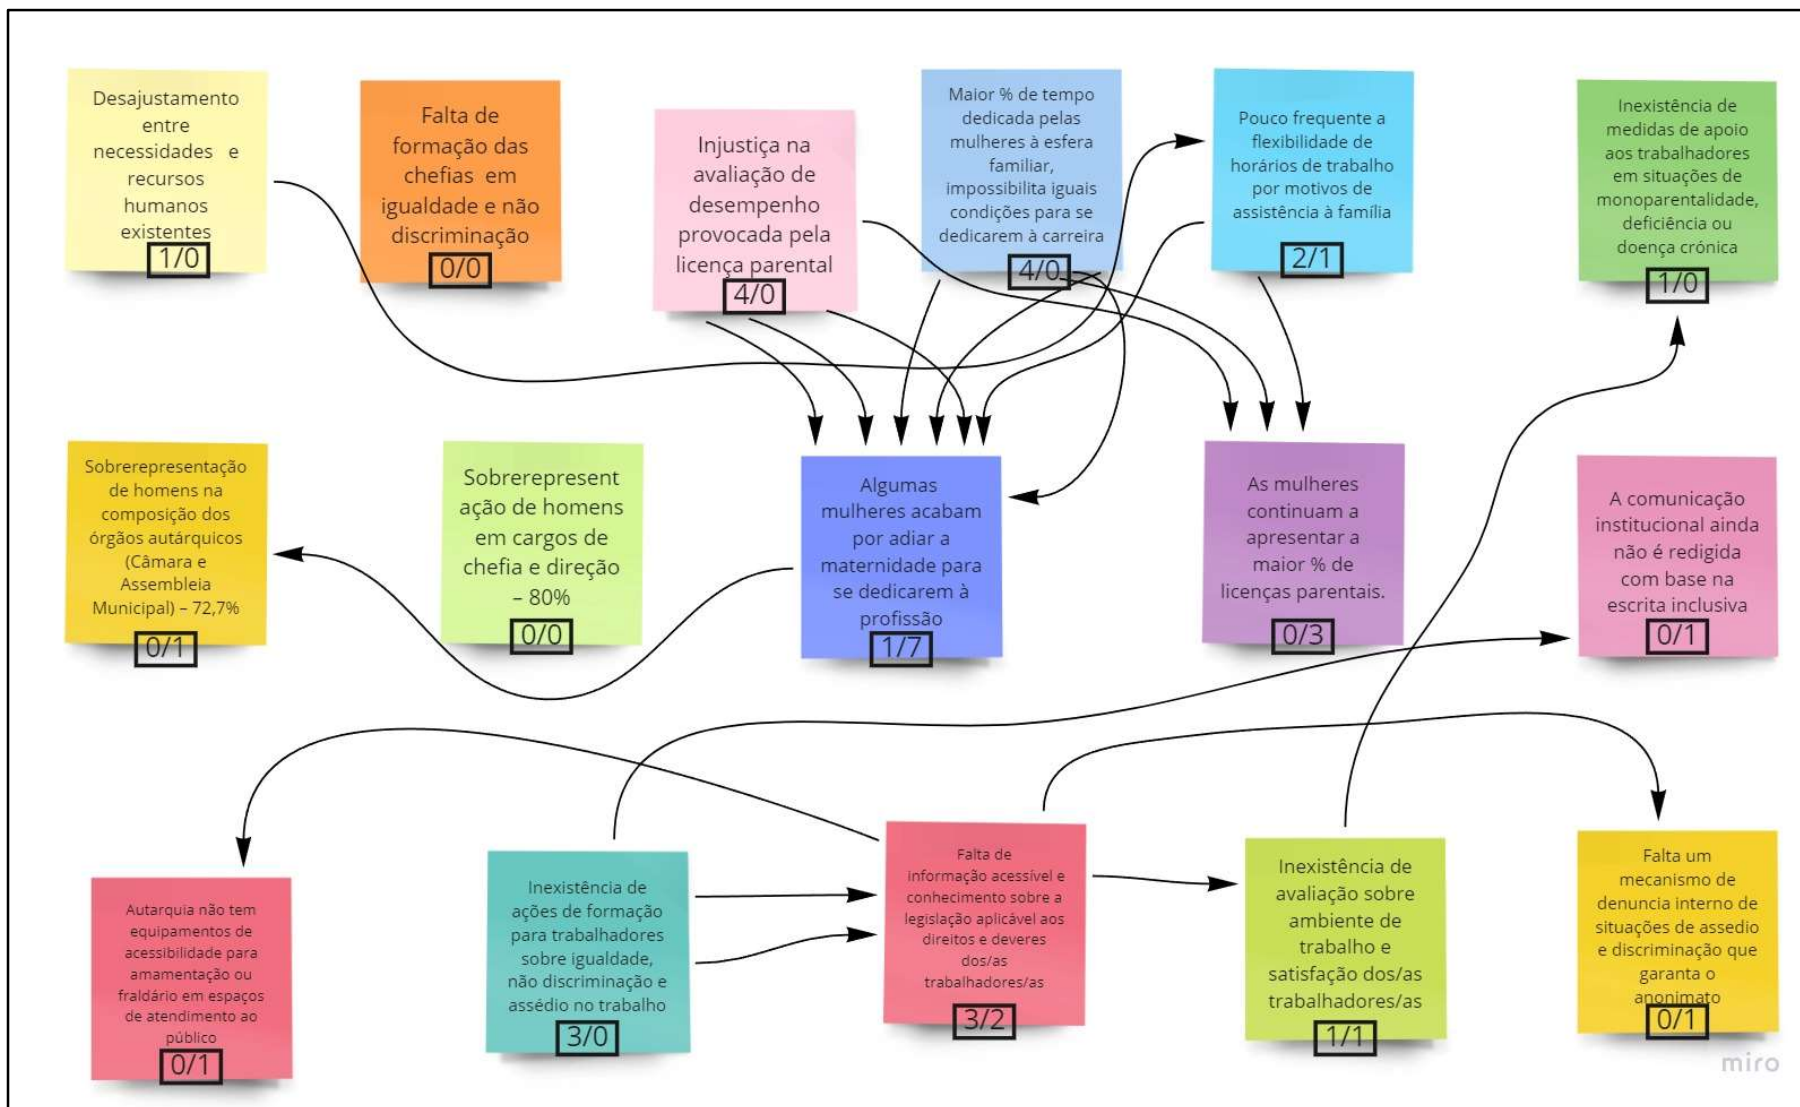 Desajustamento
entre
necessidades e
recursos
humanos
existentes
1/0
Falta de
formação das
chefias em
igualdade e não
discriminação
0/0
Injustiça na
avaliação de
desempenho
provocada pela
licença parental
4/0
Maior % de tempo
dedicada pelas
mulheres à esfera
familiar,
impossibilita iguais
condições para se
dedicarem à carreira
4/0
Pouco frequente a
flexibilidade de
horários de trabalho
por motivos de
assistência à família
2/1
Inexistência de
medidas de apoio
aos trabalhadores
em situações de
monoparentalidade,
deficiência ou
doença crónica
1/0
Sobrerepresentação
de homens na
composição dos
órgãos autárquicos
(Câmara e
Assembleia
Municipal) – 72,7%
0/1
Sobrerepresent
ação de homens
em cargos de
chefia e direção
– 80%
0/0
Algumas
mulheres acabam
por adiar a
maternidade para
se dedicarem à
profissão
1/7
As mulheres
continuam a
apresentar a
maior % de
licenças parentais.
0/3
A comunicação
institucional ainda
não é redigida
com base na
escrita inclusiva
0/1
Autarquia não tem
equipamentos de
acessibilidade para
amamentação ou
fraldário em espaços
de atendimento ao
público
0/1
Inexistência de
ações de formação
para trabalhadores
sobre igualdade,
não discriminação e
assédio no trabalho
3/0
Falta de
informação acessível e
conhecimento sobre a
legislação aplicável aos
direitos e deveres
dos/as
trabalhadores/as
3/2
Inexistência de
avaliação sobre
ambiente de
trabalho e
satisfação dos/as
trabalhadores/as
1/1
Falta um
mecanismo de
denuncia interno de
situações de assedio
e discriminação que
garanta o
anonimato
0/1
miro